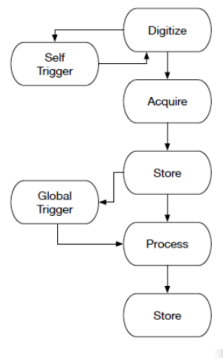 Digitize
Self
Trigger
Acquire
Store
Global
Trigger
Process
Store